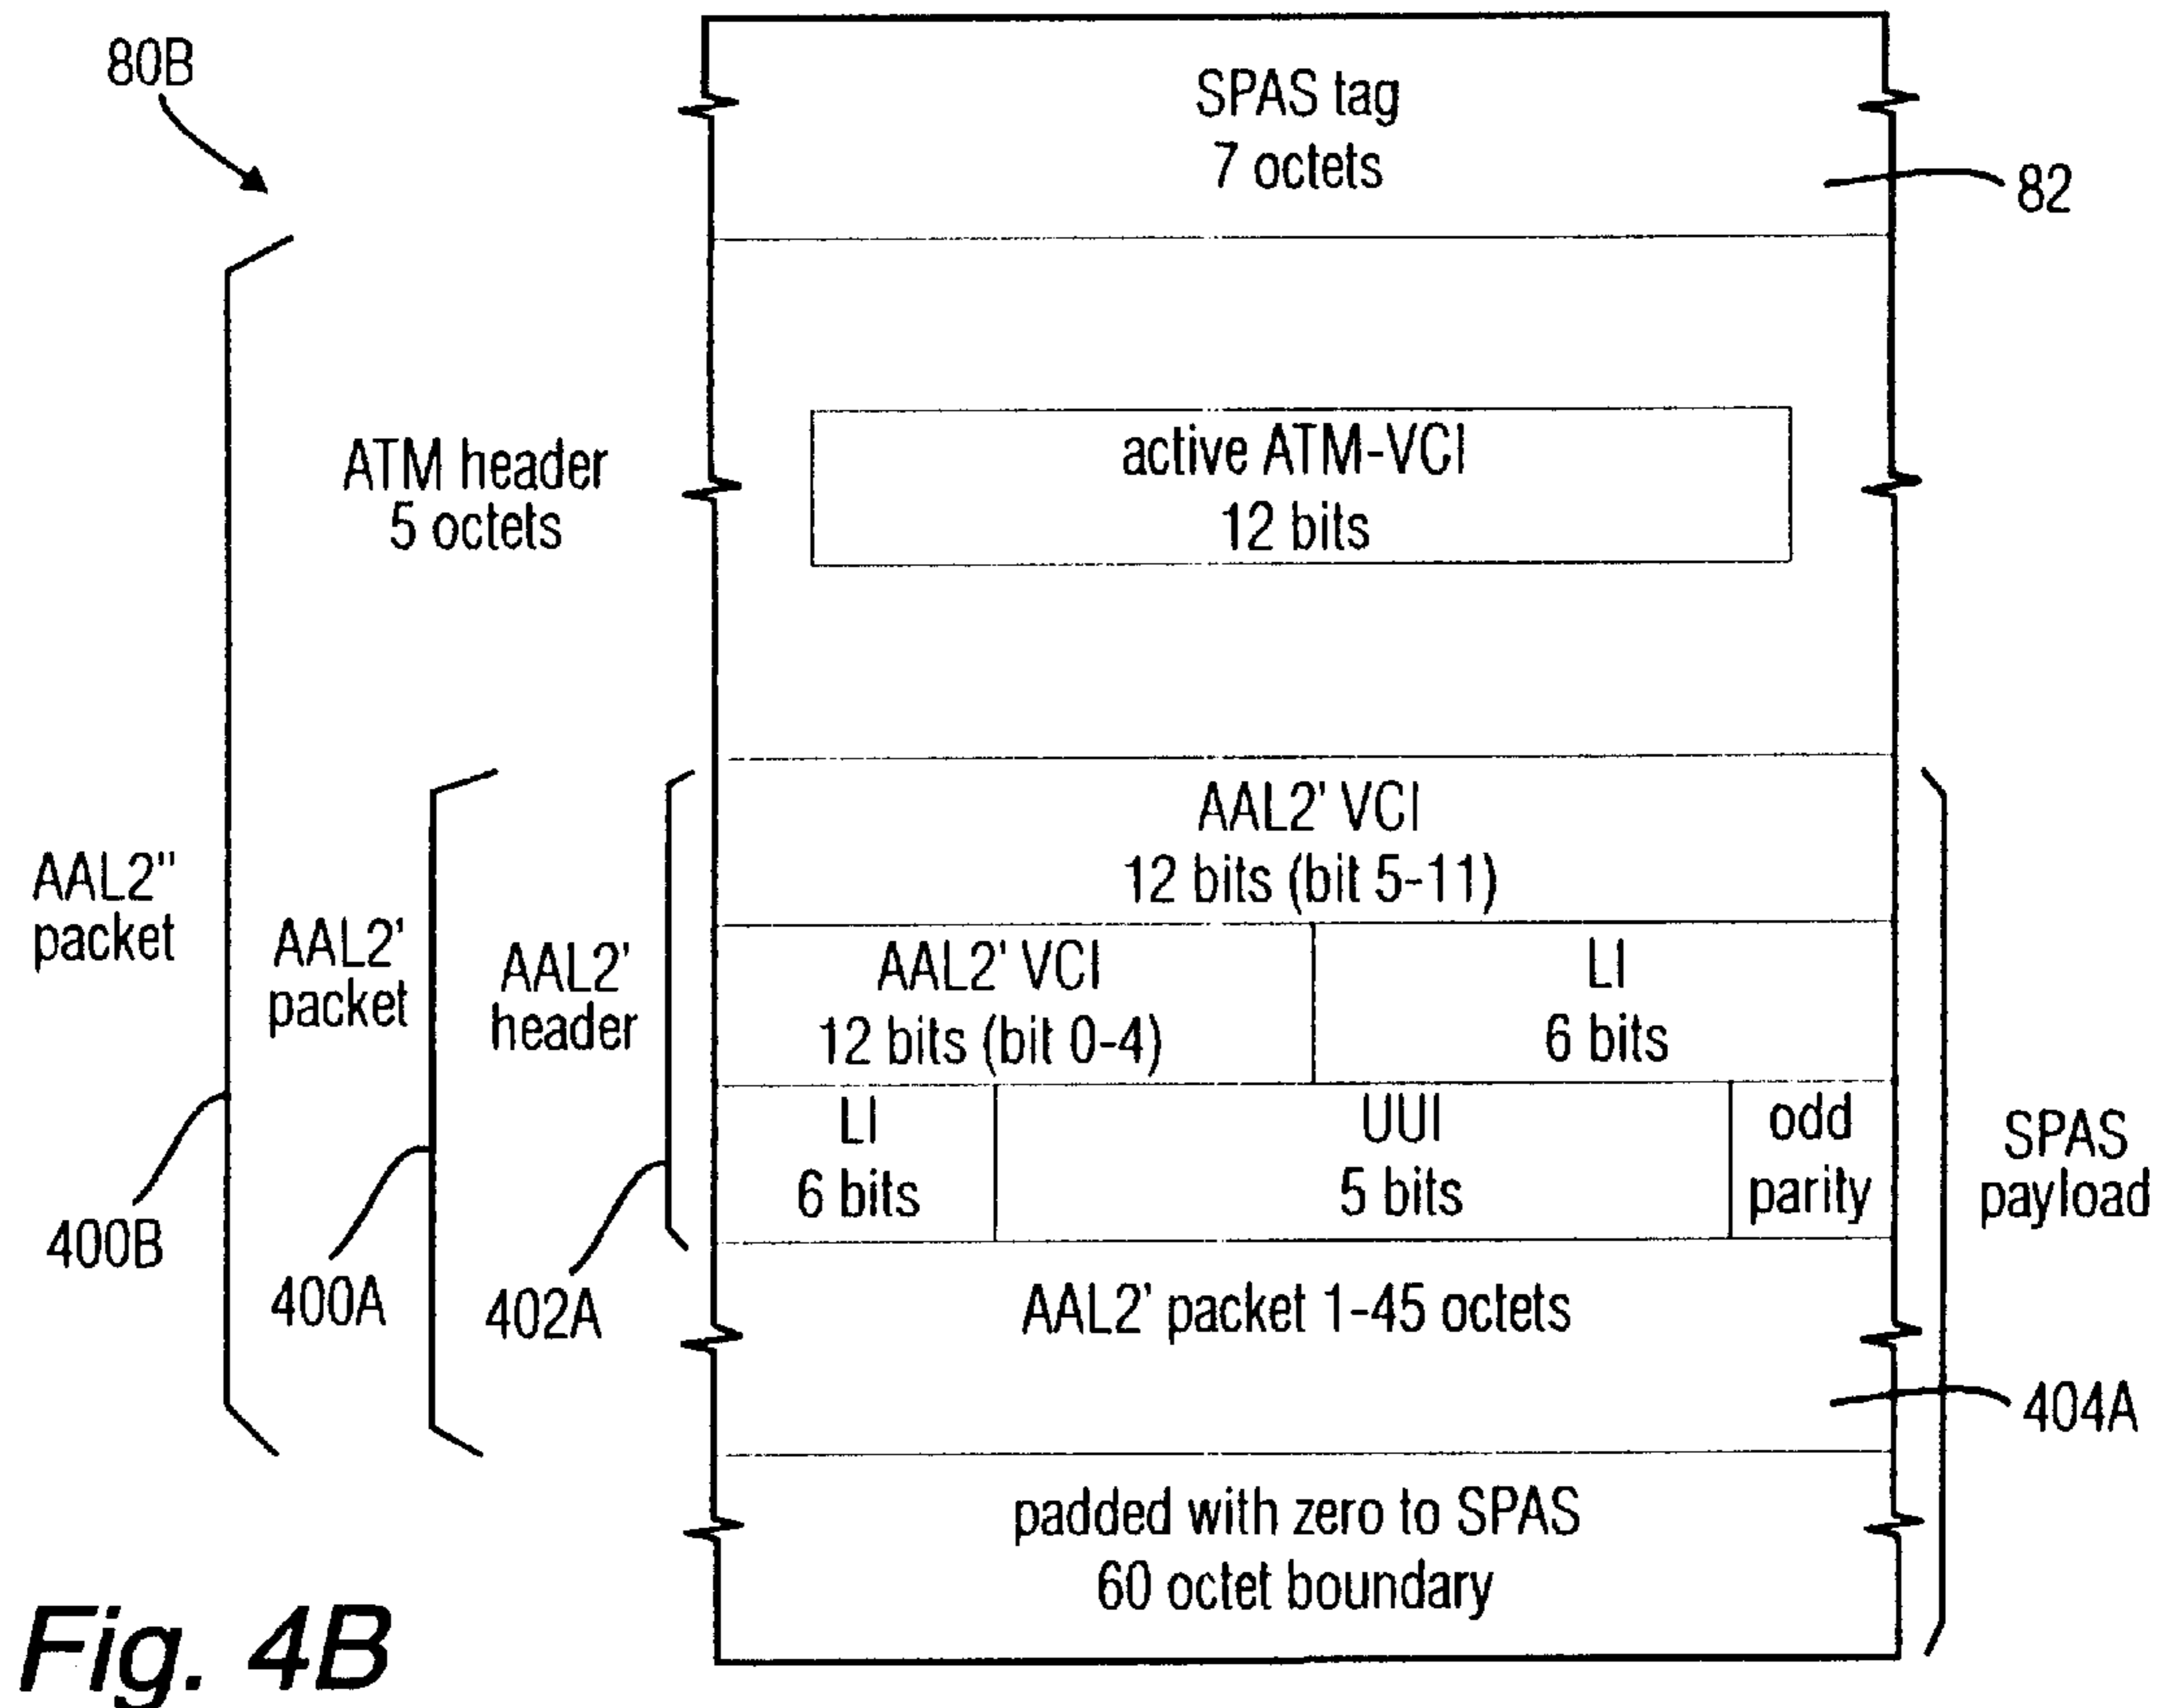 80B
SPAS tag
7 octets
82
ATM header
5 octets
active ATM-VCI
12 bits
AAL2" packet
AAL2' packet
AAL2' header
AAL2' VCI
12 bits (bit 5-11)
AAL2' VCI
12 bits (bit 0-4)
LI
6 bits
LI
6 bits
UUI
5 bits
odd
parity
SPAS
payload
400B
400A
402A
AAL2' packet 1-45 octets
404A
padded with zero to SPAS
60 octet boundary
Fig. 4B